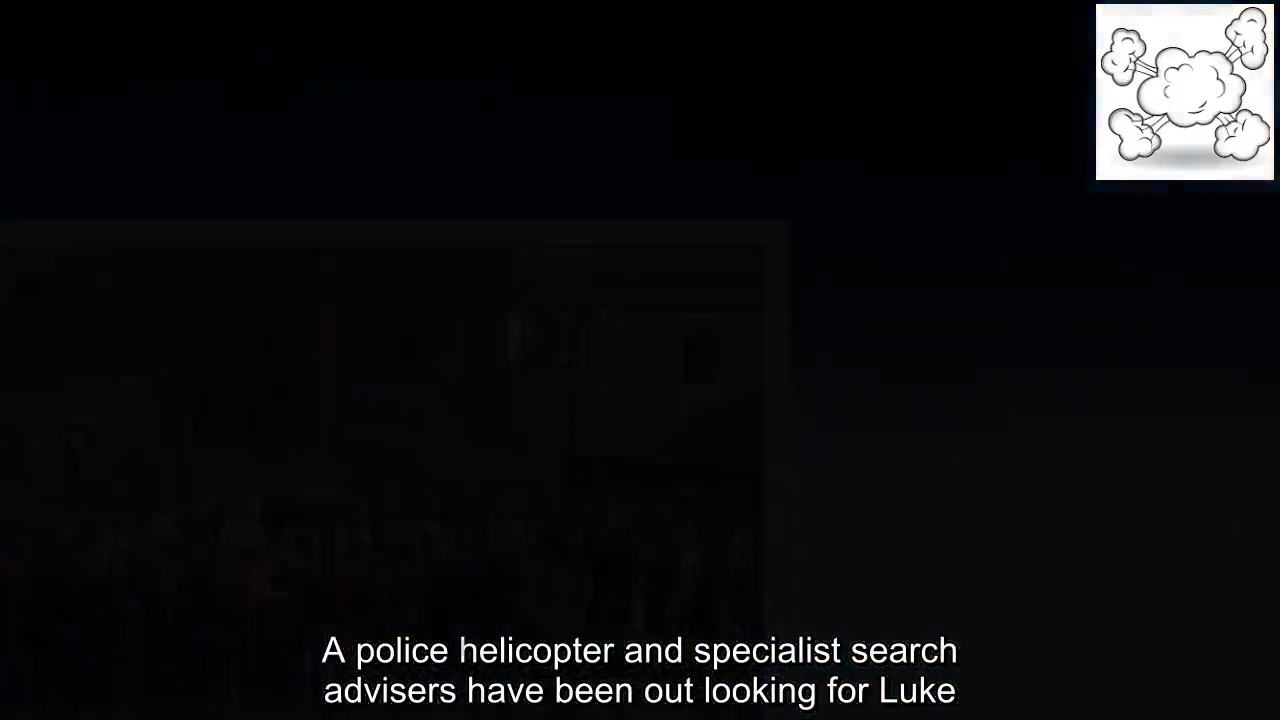 A police helicopter and specialist search
advisers have been out looking for Luke